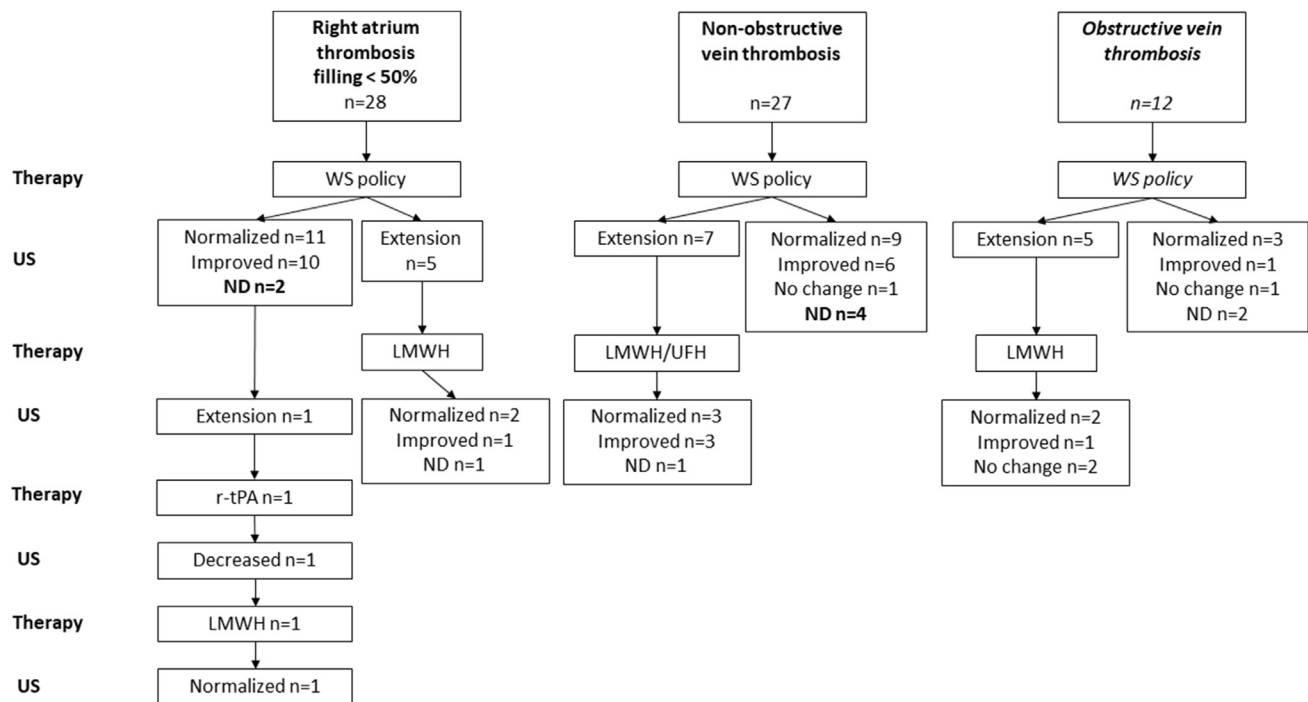 Right atrium
thrombosis
filling < 50%
n=28
Non-obstructive
vein thrombosis
n=27
Obstructive vein
thrombosis
n=12
Therapy
WS policy
WS policy
WS policy
US
Normalized n=11
Improved n=10
ND n=2
Extension
n=5
Extension n=7
Normalized n=9
Improved n=6
No change n=1
ND n=4
Extension n=5
Normalized n=3
Improved n=1
No change n=1
ND n=2
Therapy
LMWH
LMWH/UFH
LMWH
US
Extension n=1
Normalized n=2
Improved n=1
ND n=1
Normalized n=3
Improved n=3
ND n=1
Normalized n=2
Improved n=1
No change n=2
Therapy
r-tPA n=1
US
Decreased n=1
Therapy
LMWH n=1
US
Normalized n=1